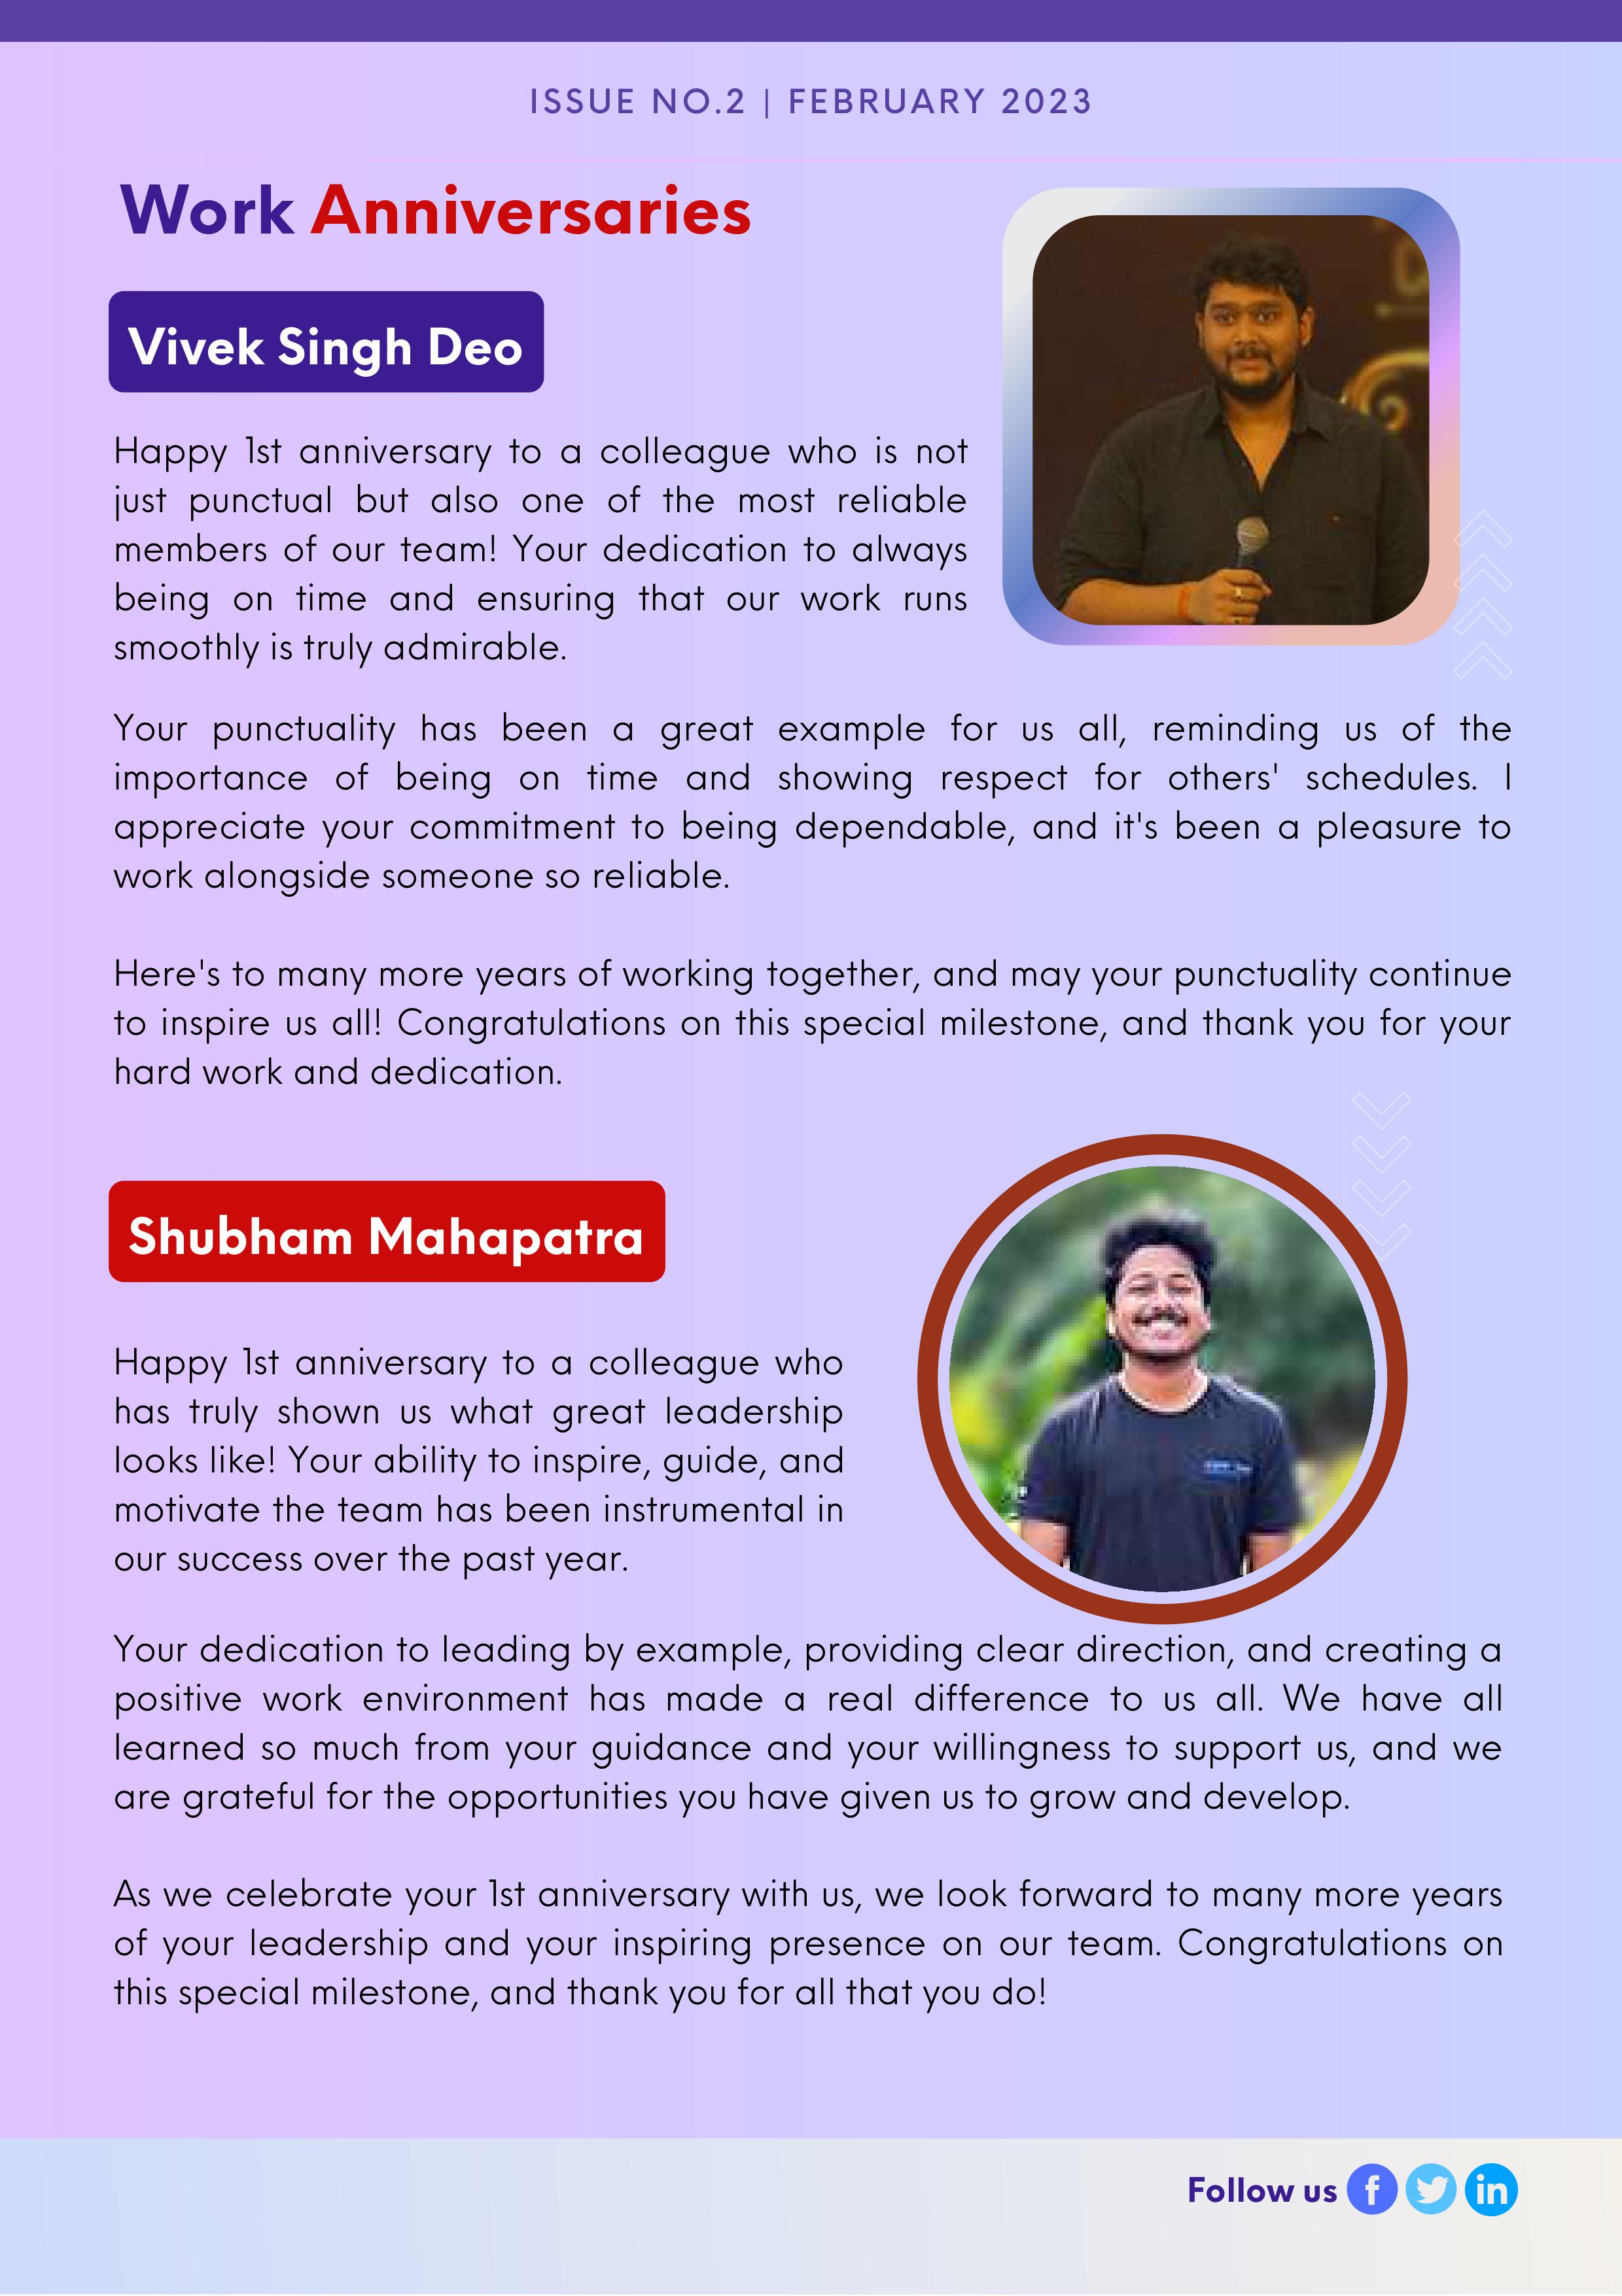 ISSUE NO.2 | FEBRUARY 2023
Work Anniversaries
Vivek Singh Deo
Happy 1st anniversary to a colleague who is not
just punctual but also one of the most reliable
members of our team! Your dedication to always
being on time and ensuring that our work runs
smoothly is truly admirable.
Your punctuality has been a great example for us all, reminding us of the
importance of being on time and showing respect for others' schedules. I
appreciate your commitment to being dependable, and it's been a pleasure to
work alongside someone so reliable.
Here's to many more years of working together, and may your punctuality continue
to inspire us all! Congratulations on this special milestone, and thank you for your
hard work and dedication.
Shubham Mahapatra
Happy 1st anniversary to a colleague who
has truly shown us what great leadership
looks like! Your ability to inspire, guide, and
motivate the team has been instrumental in
our success over the past year.
Your dedication to leading by example, providing clear direction, and creating a
positive work environment has made a real difference to us all. We have all
learned so much from your guidance and your willingness to support us, and we
are grateful for the opportunities you have given us to grow and develop.
As we celebrate your 1st anniversary with us, we look forward to many more years
of your leadership and your inspiring presence on our team. Congratulations on
this special milestone, and thank you for all that you do!
Follow us f in